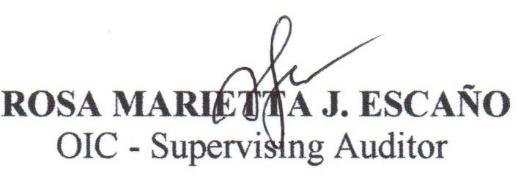 ROSA MARIETTA J. ESCAÑO
OIC - Supervising Auditor